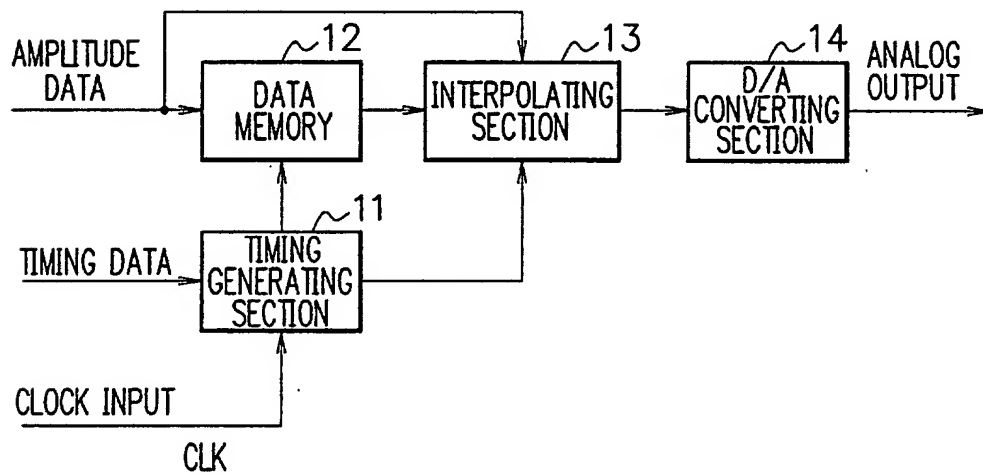 AMPLITUDE
DATA
12
DATA
MEMORY
13
INTERPOLATING
SECTION
14
D/A
CONVERTING
SECTION
ANALOG
OUTPUT
TIMING DATA
11
TIMING
GENERATING
SECTION
CLOCK INPUT
CLK